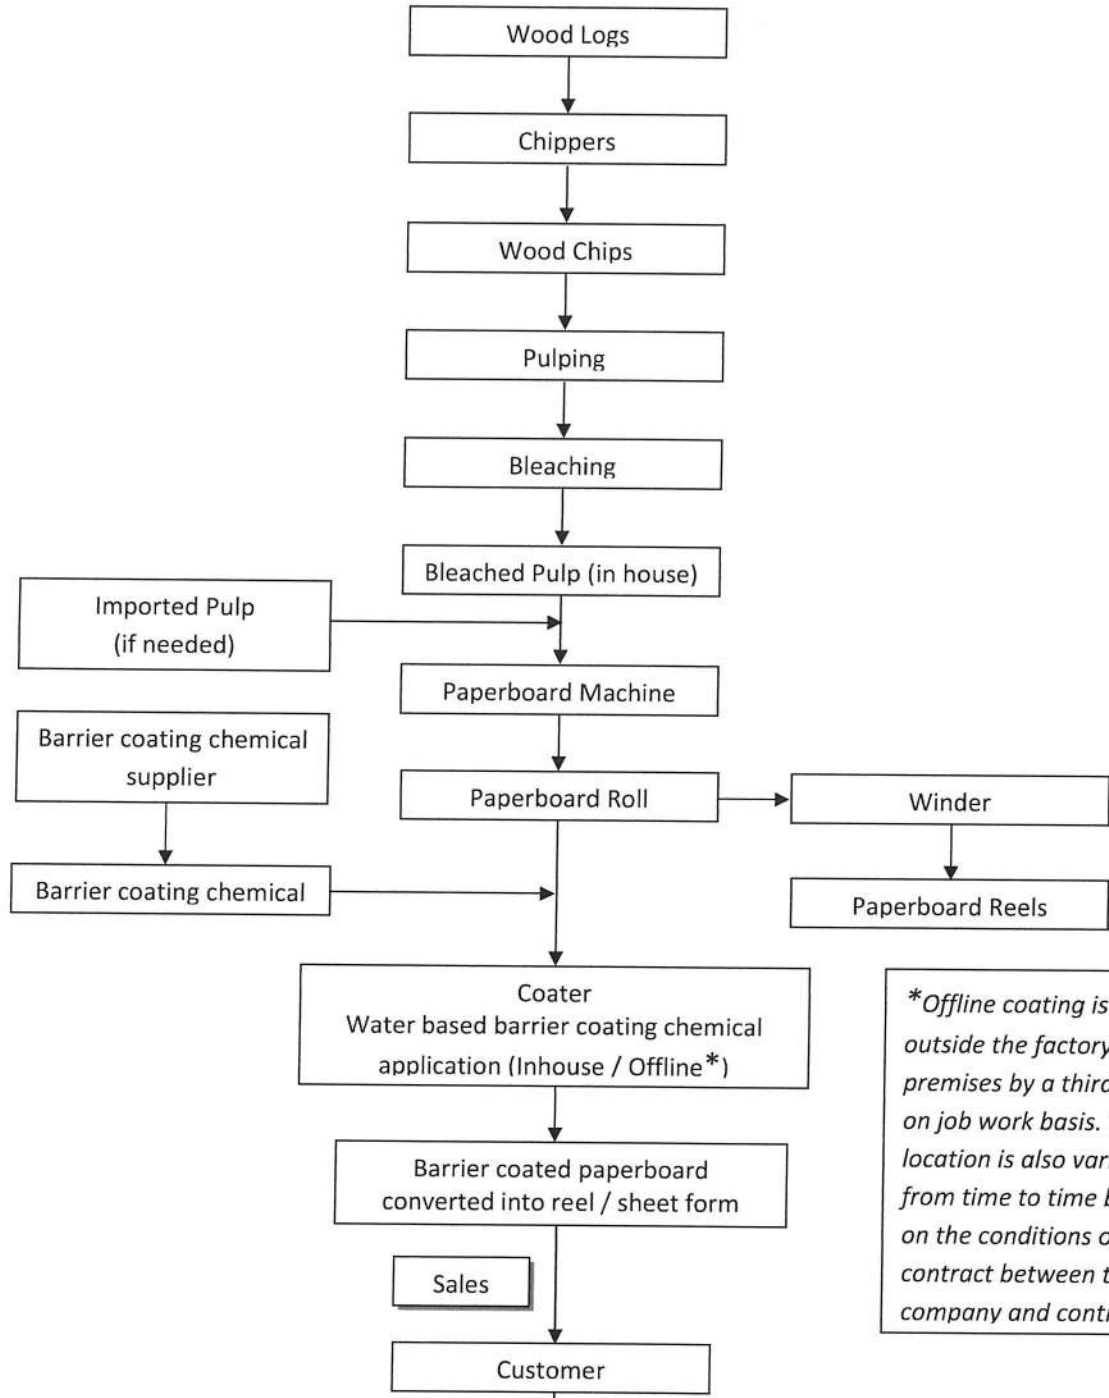 Wood Logs
Chippers
Wood Chips
Pulping
Bleaching
Bleached Pulp (in house)
Imported Pulp
(if needed)
Paperboard Machine
Barrier coating chemical
supplier
Paperboard Roll
Winder
Barrier coating chemical
Paperboard Reels
Coater
Water based barrier coating chemical
application (Inhouse / Offline*)
*Offline coating is
outside the factory
premises by a third
on job work basis.
location is also
from time to time
on the conditions
contract between
company and
Barrier coated paperboard
converted into reel / sheet form
Sales
Customer